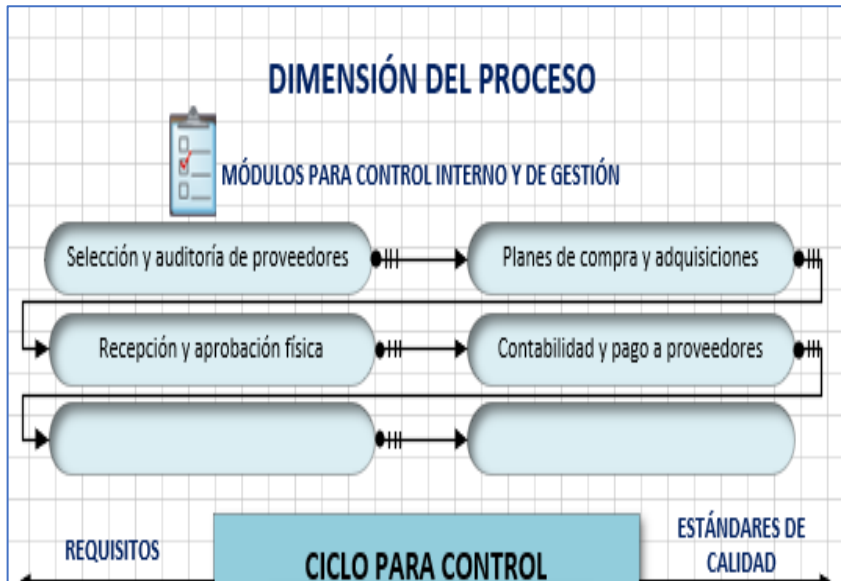 DIMENSIÓN DEL PROCESO
MÓDULOS PARA CONTROL INTERNO Y DE GESTIÓN
Selección y auditoría de proveedores
Planes de compra y adquisiciones
Recepción y aprobación física
Contabilidad y pago a proveedores
REQUISITOS
CICLO PARA CONTROL
ESTÁNDARES DE
CALIDAD